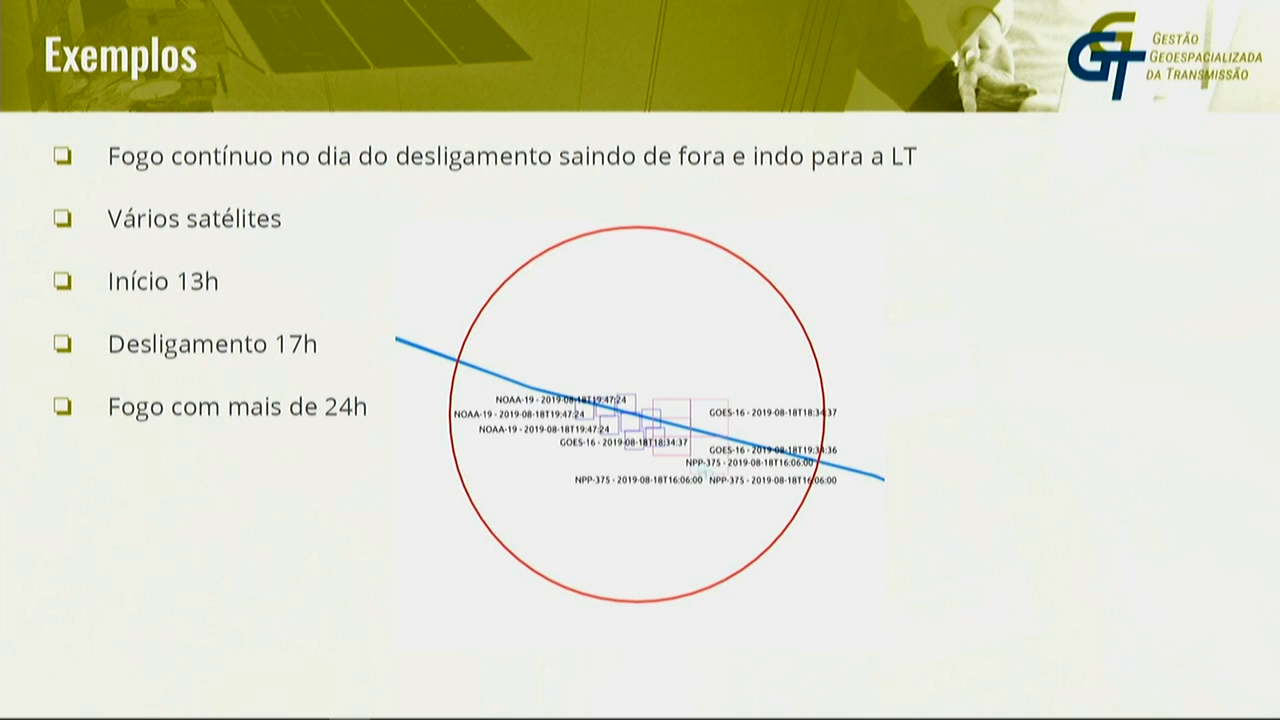 Exemplos
GESTÃO
GEOESPACIALIZADA
DA TRANSMISSÃO
Fogo contínuo no dia do desligamento saindo de fora e indo para a LT
Vários satélites
Início 13h
Desligamento 17h
Fogo com mais de 24h
NOAA-19 - 2019-08-18T19:47:24
NOAA-19 - 2019-08-18T19:47:24
GOES-16 - 2019-08-18T18:34:37
NOAA-19 - 2019-08-18T19:47:24
GOES-16 - 2019-08-18T18:34:37
GOES-16 - 2019-08-18T19:34:36
NPP-375 - 2019-08-18T16:06:00
NPP-375 - 2019-08-18T16:06:00
NPP-375 - 2019-08-18T16:06:00